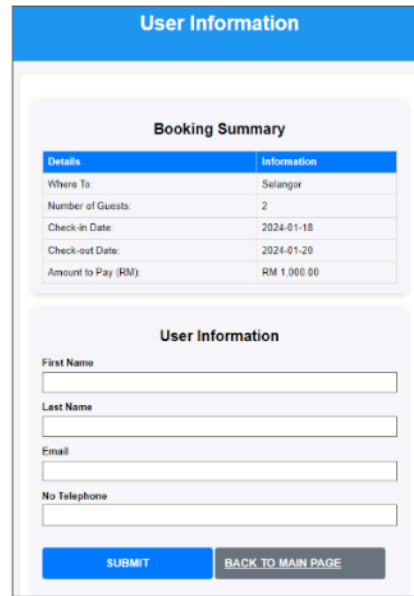 User Information
Booking Summary
Details Information
Where To: Selangor
Number of Guests: 2
Check-in Date: 2024-01-18
Check-out Date: 2024-01-20
Amount to Pay (RM): RM 1,000.00
User Information
First Name
Last Name
Email
No Telephone
SUBMIT BACK TO MAIN PAGE